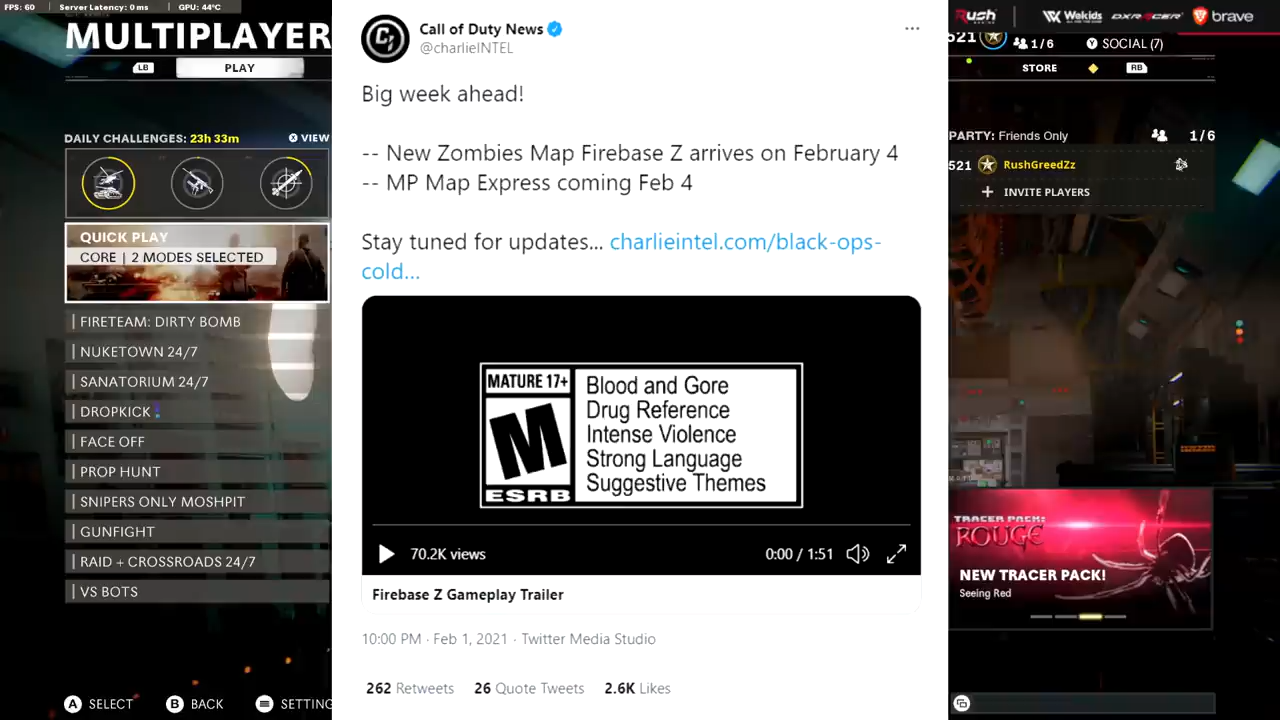 FPS: 60 | Server Latency: 0 ms | GPU: 44°C
MULTIPLAYER
LB PLAY
DAILY CHALLENGES: 23h 33m X VIEW
QUICK PLAY
CORE | 2 MODES SELECTED
FIRETEAM: DIRTY BOMB
NUKETOWN 24/7
SANATORIUM 24/7
DROPKICK
FACE OFF
PROP HUNT
SNIPERS ONLY MOSHPIT
GUNFIGHT
RAID + CROSSROADS 24/7
VS BOTS
A SELECT B BACK SETTING
Call of Duty News
@charlieINTEL
Big week ahead!
-- New Zombies Map Firebase Z arrives on February 4
-- MP Map Express coming Feb 4
Stay tuned for updates... charlieintel.com/black-ops-
cold...
MATURE 17+
M
ESRB
Blood and Gore
Drug Reference
Intense Violence
Strong Language
Suggestive Themes
70.2K views 0:00 / 1:51
Firebase Z Gameplay Trailer
10:00 PM · Feb 1, 2021 · Twitter Media Studio
262 Retweets 26 Quote Tweets 2.6K Likes
Rush Wekids DXRACER brave
521 1/6 Y SOCIAL (7)
STORE RB
PARTY: Friends Only 1/6
521 RushGreedZz
INVITE PLAYERS
TRACER PACK:
ROUGE
NEW TRACER PACK!
Seeing Red